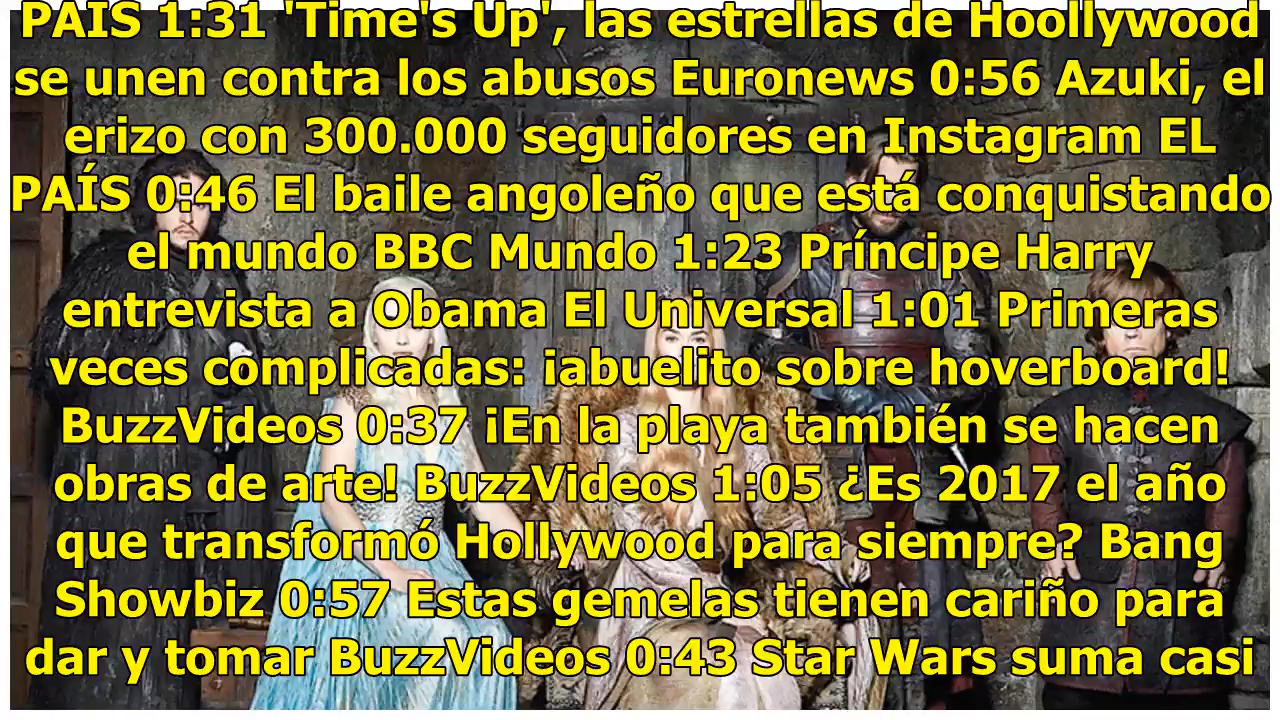 PAÍS 1:31 'Time's Up', las estrellas de Hoollywood
se unen contra los abusos Euronews 0:56 Azuki, el
erizo con 300.000 seguidores en Instagram EL
PAÍS 0:46 El baile angoleño que está conquistando
el mundo BBC Mundo 1:23 Príncipe Harry
entrevista a Obama El Universal 1:01 Primeras
veces complicadas: ¡abuelito sobre hoverboard!
BuzzVideos 0:37 ¡En la playa también se hacen
obras de arte! BuzzVideos 1:05 ¿Es 2017 el año
que transformó Hollywood para siempre? Bang
Showbiz 0:57 Estas gemelas tienen cariño para
dar y tomar BuzzVideos 0:43 Star Wars suma casi